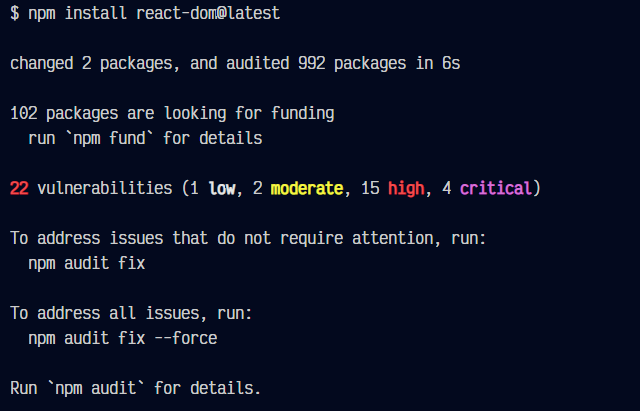 $ npm install react-dom@latest
changed 2 packages, and audited 992 packages in 6s
102 packages are looking for funding
run `npm fund` for details
22 vulnerabilities (1 low, 2 moderate, 15 high, 4 critical)
To address issues that do not require attention, run:
npm audit fix
To address all issues, run:
npm audit fix --force
Run `npm audit` for details.